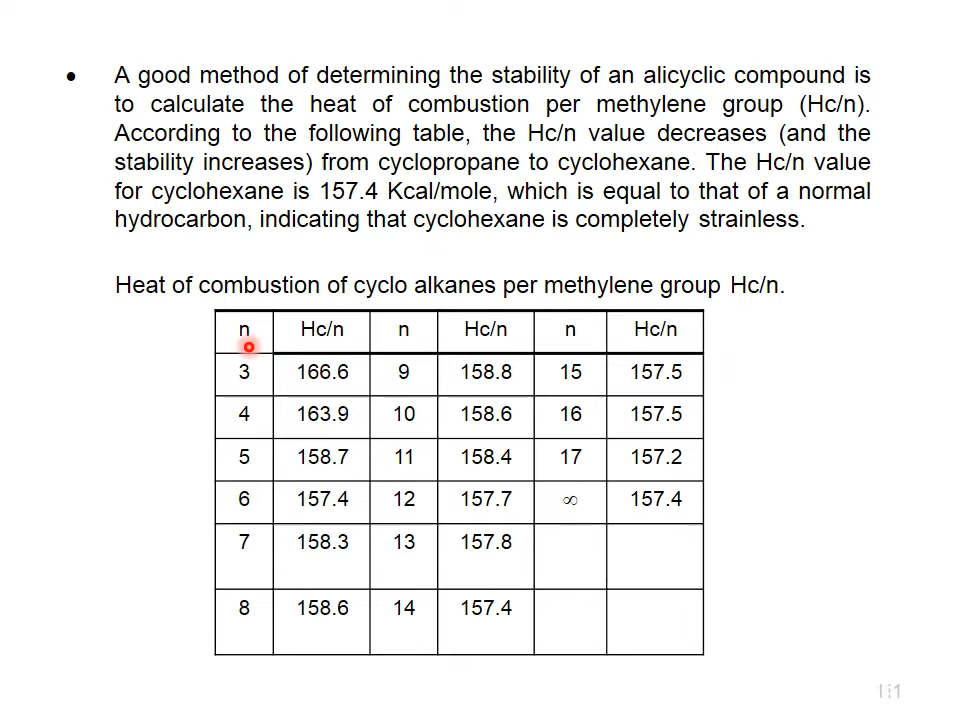 • A good method of determining the stability of an alicyclic compound is
to calculate the heat of combustion per methylene group (Hc/n).
According to the following table, the Hc/n value decreases (and the
stability increases) from cyclopropane to cyclohexane. The Hc/n value
for cyclohexane is 157.4 Kcal/mole, which is equal to that of a normal
hydrocarbon, indicating that cyclohexane is completely strainless.
Heat of combustion of cyclo alkanes per methylene group Hc/n.
n Hc/n n Hc/n n Hc/n
3 166.6 9 158.8 15 157.5
4 163.9 10 158.6 16 157.5
5 158.7 11 158.4 17 157.2
6 157.4 12 157.7 ∞ 157.4
7 158.3 13 157.8
8 158.6 14 157.4